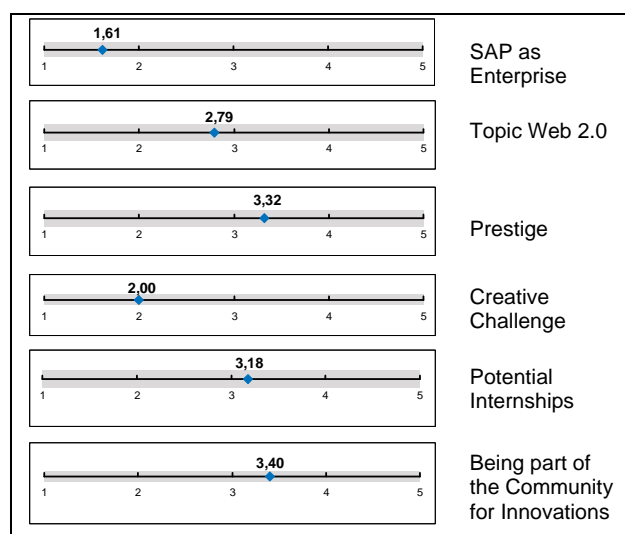 1,61
1 2 3 4 5
SAP as
Enterprise
2,79
1 2 3 4 5
Topic Web 2.0
3,32
1 2 3 4 5
Prestige
2,00
1 2 3 4 5
Creative
Challenge
3,18
1 2 3 4 5
Potential
Internships
3,40
1 2 3 4 5
Being part of
the Community
for Innovations